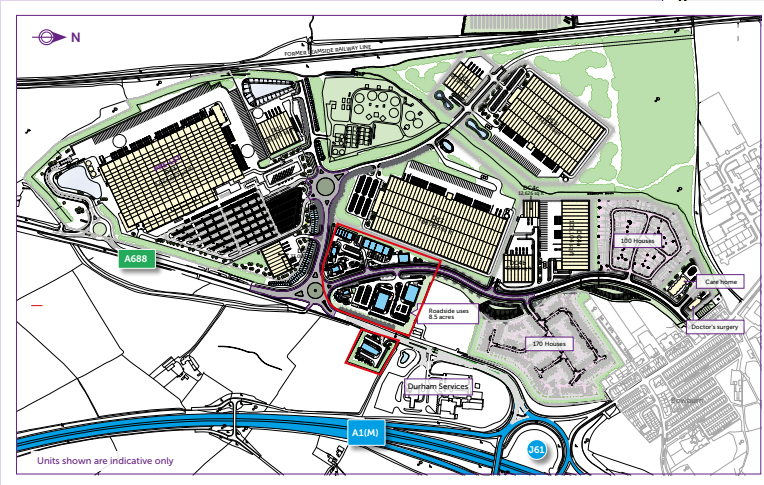 N
FORMER LEAMSIDE RAILWAY LINE
A688
100 Houses
Care home
Roadside uses
8.5 acres
Doctor's surgery
170 Houses
Durham Services
Bowburn
A1(M)
J61
Units shown are indicative only